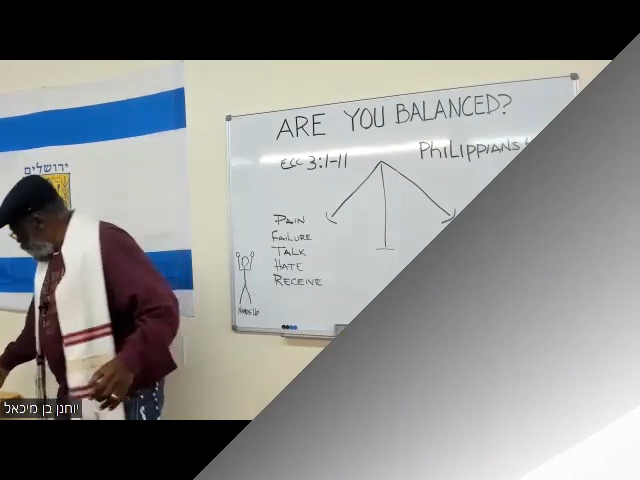 ARE YOU BALANCED?
ECC 3:1-11
PHILIPPIANS
ירושלים
PAIN
FAILURE
TALK
HATE
RECEIVE
יוחנן בן מיכאל